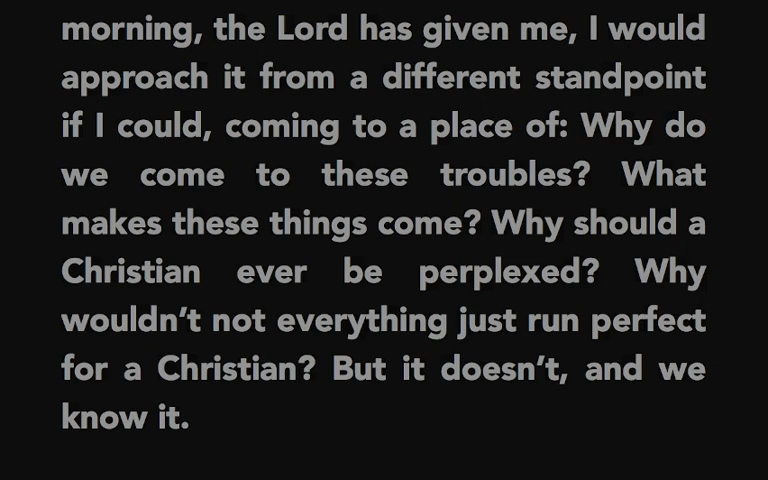 morning, the Lord has given me, I would
approach it from a different standpoint
if I could, coming to a place of: Why do
we come to these troubles? What
makes these things come? Why should a
Christian ever be perplexed? Why
wouldn’t not everything just run perfect
for a Christian? But it doesn’t, and we
know it.